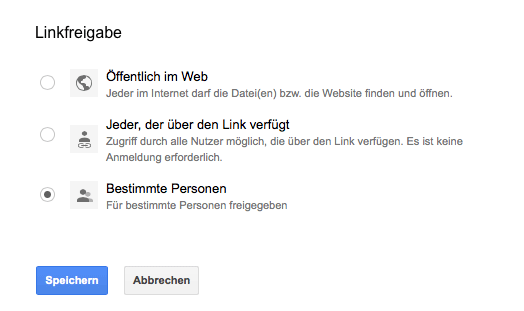 Linkfreigabe
Öffentlich im Web
Jeder im Internet darf die Datei(en) bzw. die Website finden und öffnen.
Jeder, der über den Link verfügt
Zugriff durch alle Nutzer möglich, die über den Link verfügen. Es ist keine
Anmeldung erforderlich.
Bestimmte Personen
Für bestimmte Personen freigegeben
Speichern Abbrechen